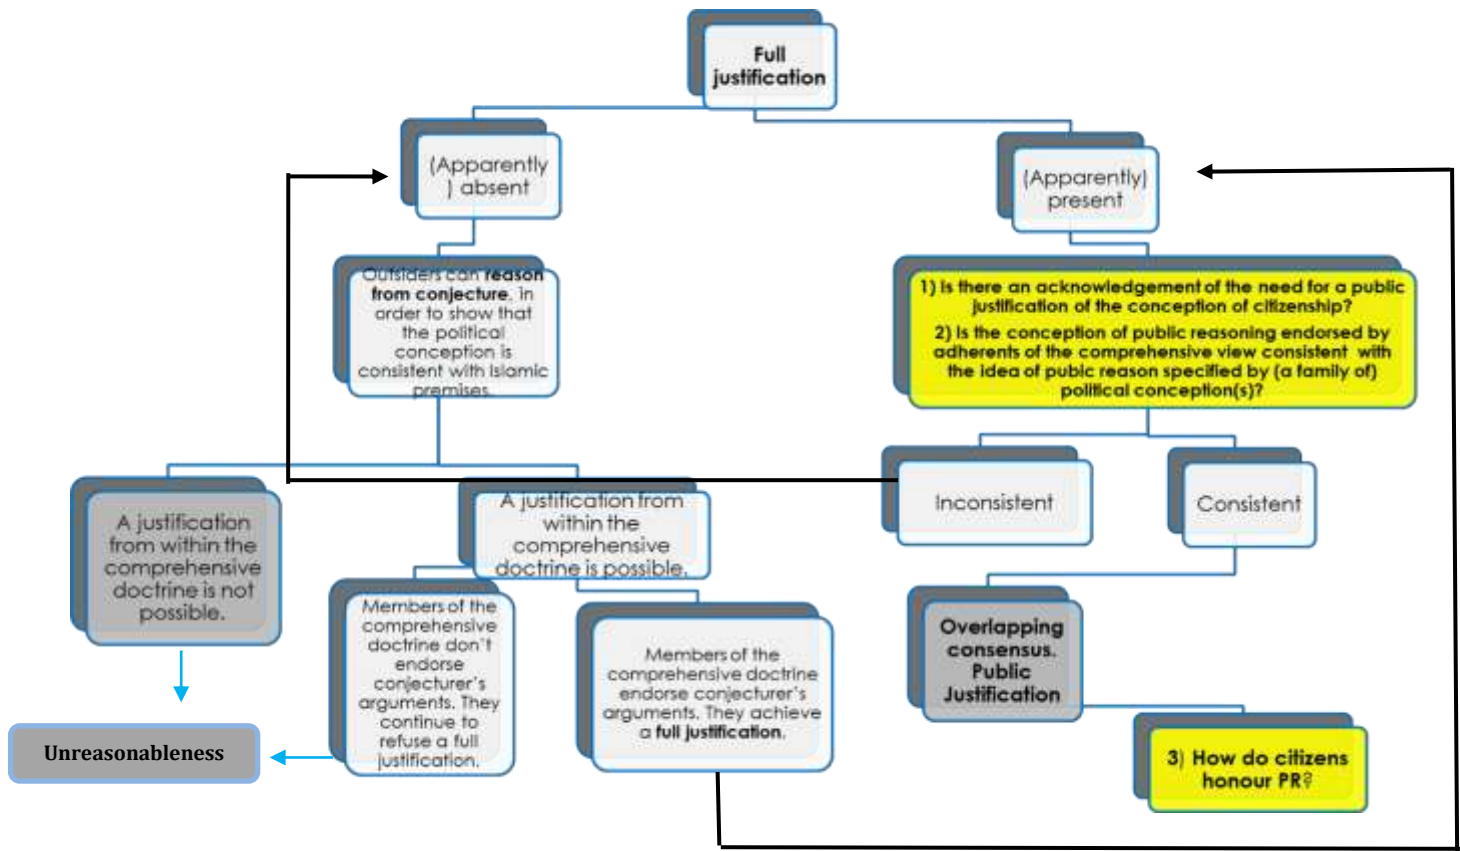 Full
justification
(Apparently
) absent
(Apparently)
present
Outsiders can reason
from conjecture. In
order to show that
the political
conception is
consistent with Islamic
premises.
1) Is there an acknowledgement of the need for a public
justification of the conception of citizenship?
2) Is the conception of public reasoning endorsed by
adherents of the comprehensive view consistent with
the idea of pubic reason specified by (a family of)
political conception(s)?
Inconsistent
Consistent
A justification
from within the
comprehensive
doctrine is not
possible.
A justification from
within the
comprehensive
doctrine is possible.
Members of the
comprehensive
doctrine don't
endorse
conjecturer's
arguments. They
continue to
refuse a full
justification.
Members of the
comprehensive doctrine
endorse conjecturer's
arguments. They achieve
a full justification.
Overlapping
consensus.
Public
Justification
Unreasonableness
3) How do citizens
honour PR?